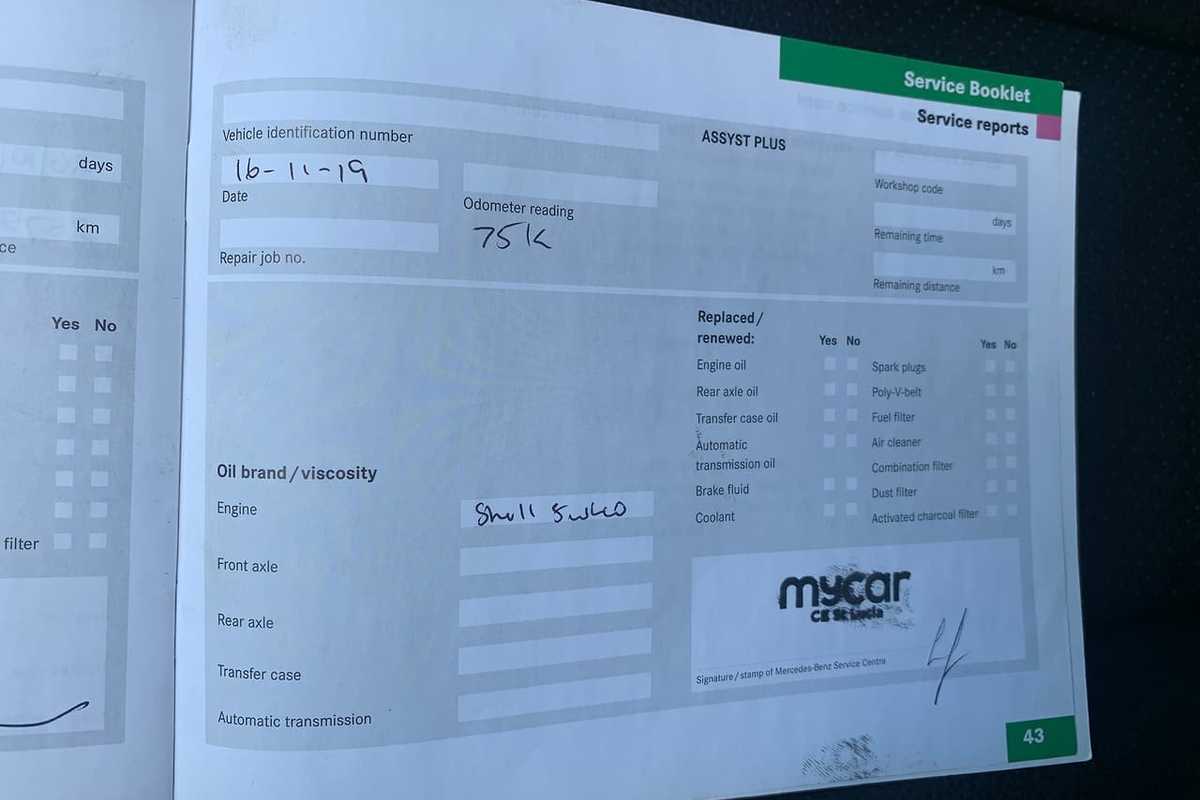 Service Booklet
Service reports
days
km
ce
Yes No
filter
Vehicle identification number
16-11-19
Date
Odometer reading
75K
Repair job no.
ASSYST PLUS
Workshop code
days
Remaining time
km
Remaining distance
Replaced/
renewed:
Yes No
Engine oil
Rear axle oil
Transfer case oil
Automatic
transmission oil
Brake fluid
Coolant
Yes No
Spark plugs
Poly-V-belt
Fuel filter
Air cleaner
Combination filter
Dust filter
Activated charcoal filter
Oil brand/viscosity
Engine
Shell 5w40
Front axle
Rear axle
Transfer case
Automatic transmission
mycar
St Lucia
Signature/stamp of Mercedes-Benz Service Centre
43